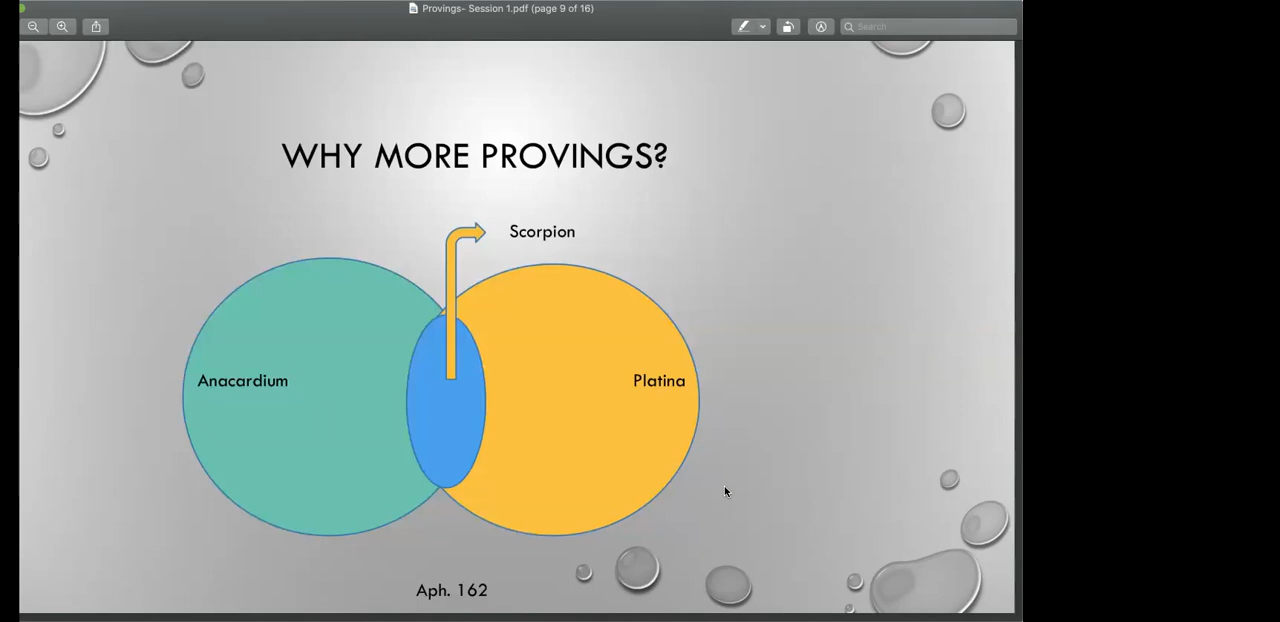 Provings- Session 1.pdf (page 9 of 16)
Search
WHY MORE PROVINGS?
Scorpion
Anacardium
Platina
Aph. 162